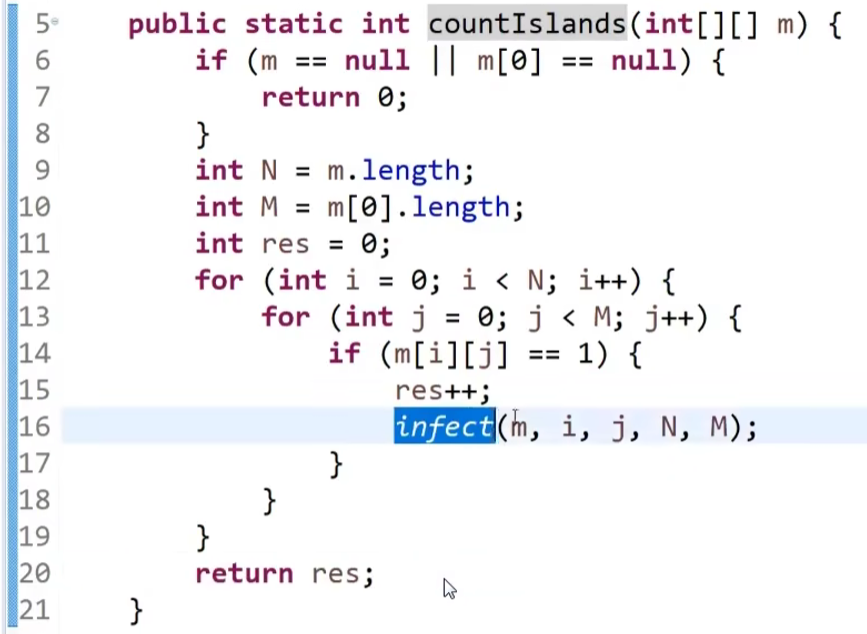 5 public static int countIslands(int[][] m) {
6 if (m == null || m[0] == null) {
7 return 0;
8 }
9 int N = m.length;
10 int M = m[0].length;
11 int res = 0;
12 for (int i = 0; i < N; i++) {
13 for (int j = 0; j < M; j++) {
14 if (m[i][j] == 1) {
15 res++;
16 infect(m, i, j, N, M);
17 }
18 }
19 }
20 return res;
21 }